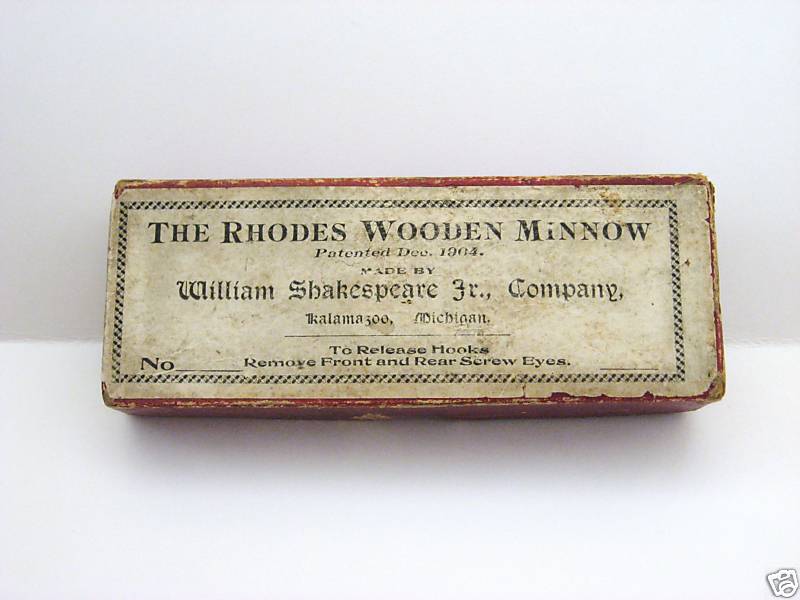 THE RHODES WOODEN MINNOW
Patented Dec. 1904.
MADE BY
William Shakespeare Jr., Company,
Kalamazoo, Michigan.
To Release Hooks
No Remove Front and Rear Screw Eyes.